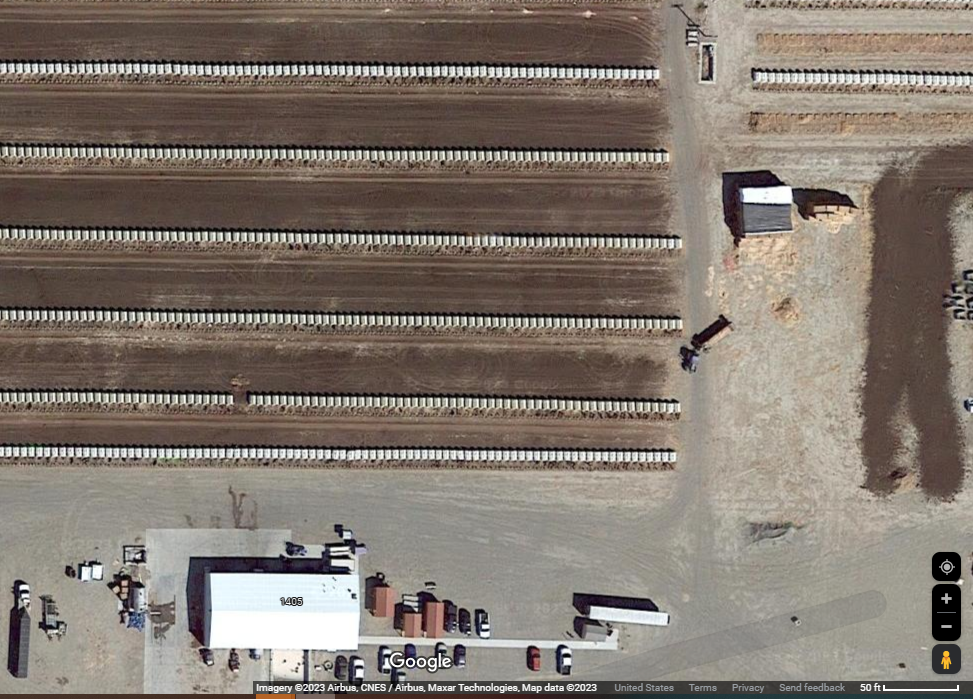 1405
Google
Imagery ©2023 Airbus, CNES / Airbus, Maxar Technologies, Map data ©2023 United States Terms Privacy Send feedback 50 ft